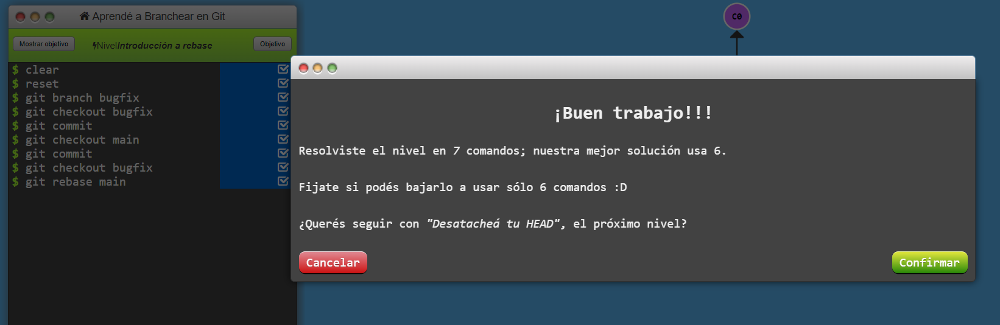 Aprendé a Branchear en Git
Mostrar objetivo
NivelIntroducción a rebase
Objetivo
$ clear
$ reset
$ git branch bugfix
$ git checkout bugfix
$ git commit
$ git checkout main
$ git commit
$ git checkout bugfix
$ git rebase main
C0
¡Buen trabajo!!!
Resolviste el nivel en 7 comandos; nuestra mejor solución usa 6.
Fijate si podés bajarlo a usar sólo 6 comandos :D
¿Querés seguir con "Desatacheá tu HEAD", el próximo nivel?
Cancelar
Confirmar